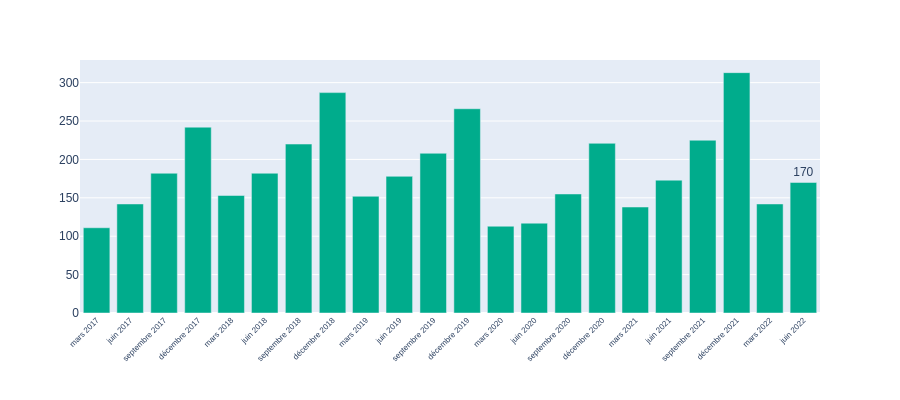 300
250
200
150
100
50
0
170
mars 2017
juin 2017
septembre 2017
décembre 2017
mars 2018
juin 2018
septembre 2018
décembre 2018
mars 2019
juin 2019
septembre 2019
décembre 2019
mars 2020
juin 2020
septembre 2020
décembre 2020
mars 2021
juin 2021
septembre 2021
décembre 2021
mars 2022
juin 2022